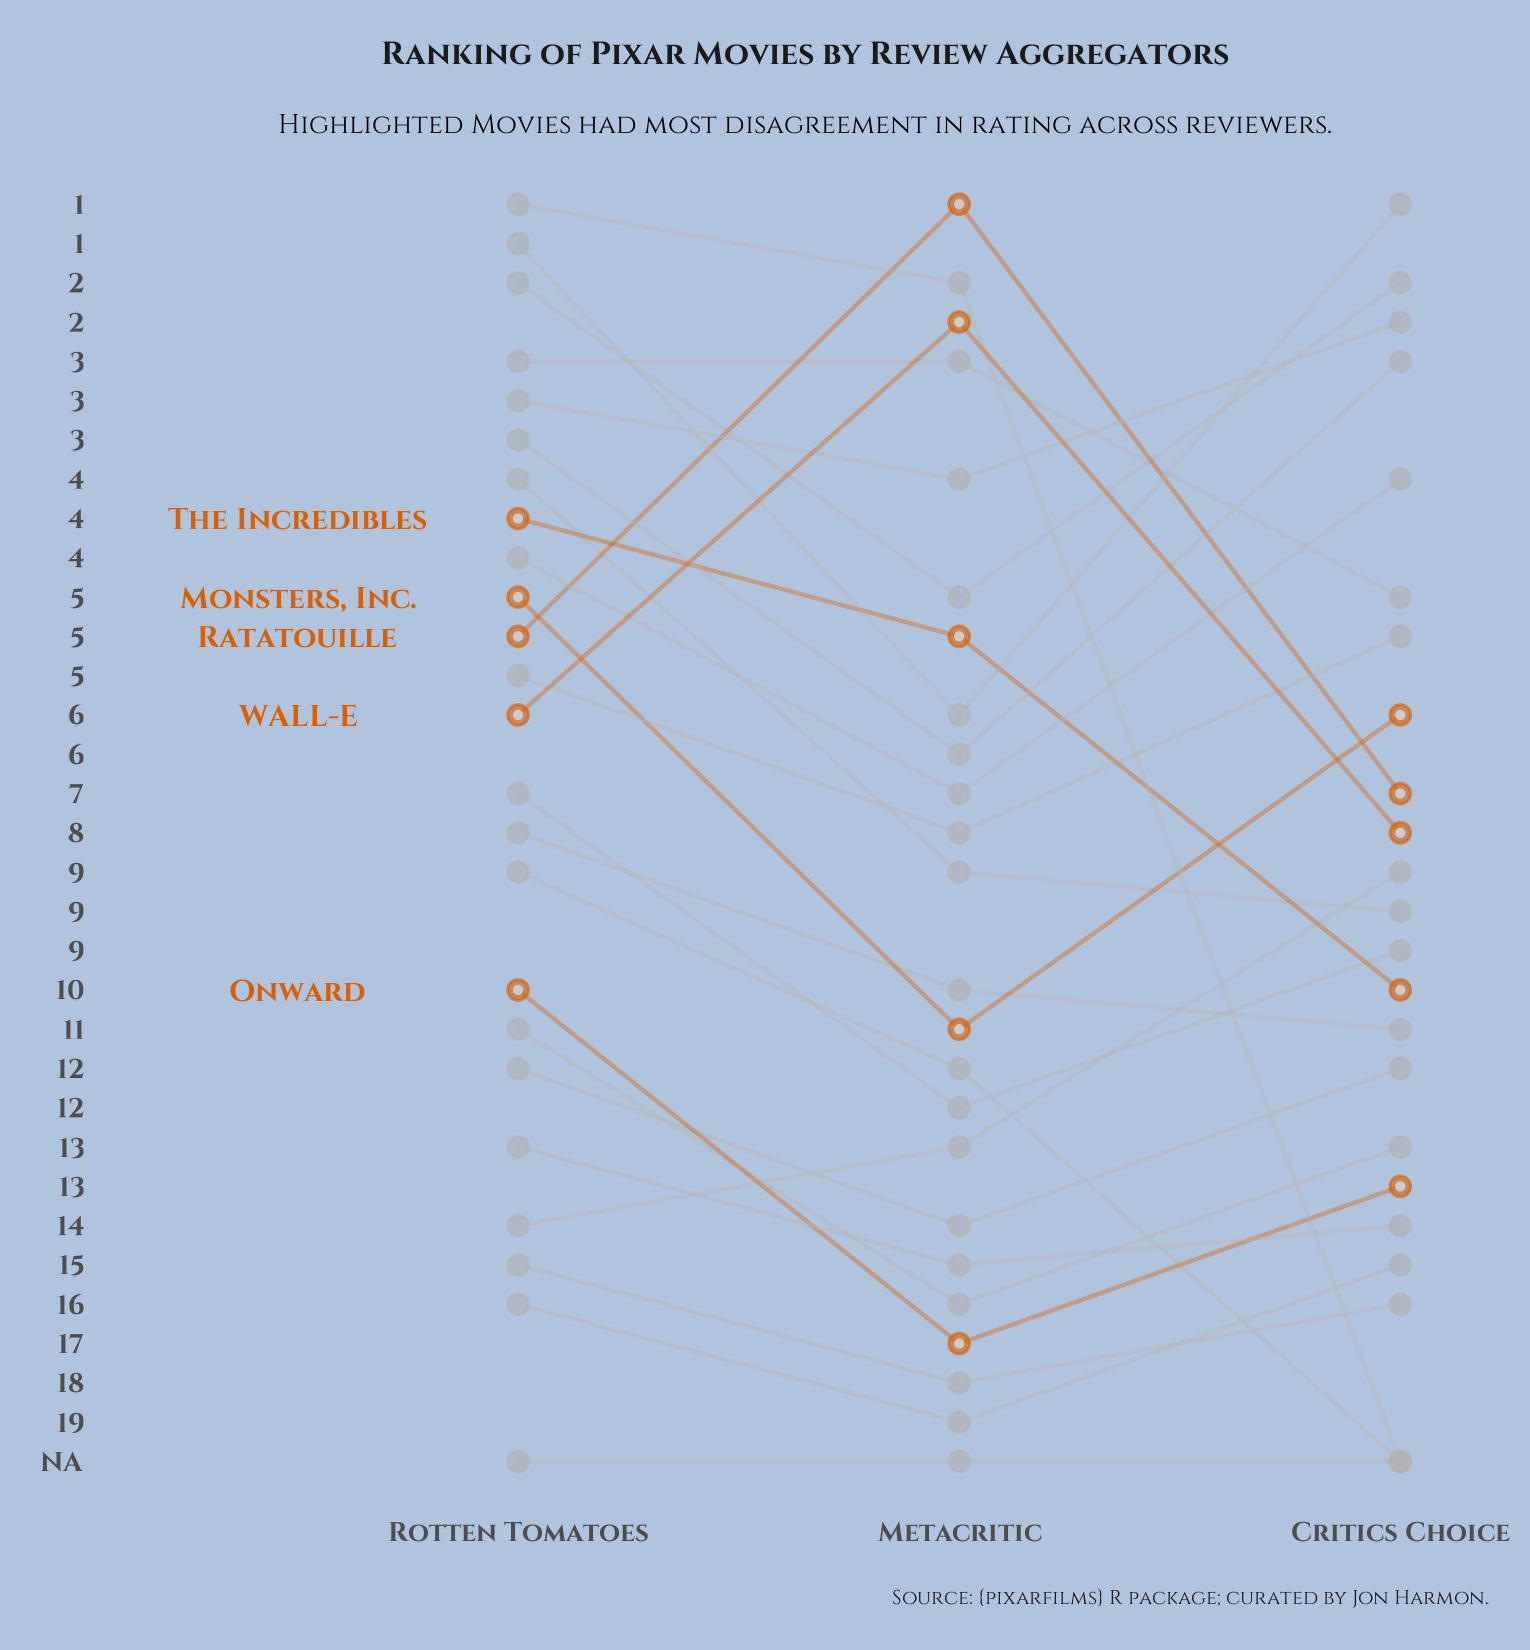 Ranking of Pixar Movies by Review Aggregators
Highlighted Movies had most disagreement in rating across reviewers.
1
1
2
2
3
3
3
4
4 The Incredibles
4
5 Monsters, Inc.
5 Ratatouille
5
6 WALL-E
6
7
8
9
9
9
10 Onward
11
12
12
13
13
14
15
16
17
18
19
NA
Rotten Tomatoes Metacritic Critics Choice
Source: {pixarfilms} R package; curated by Jon Harmon.